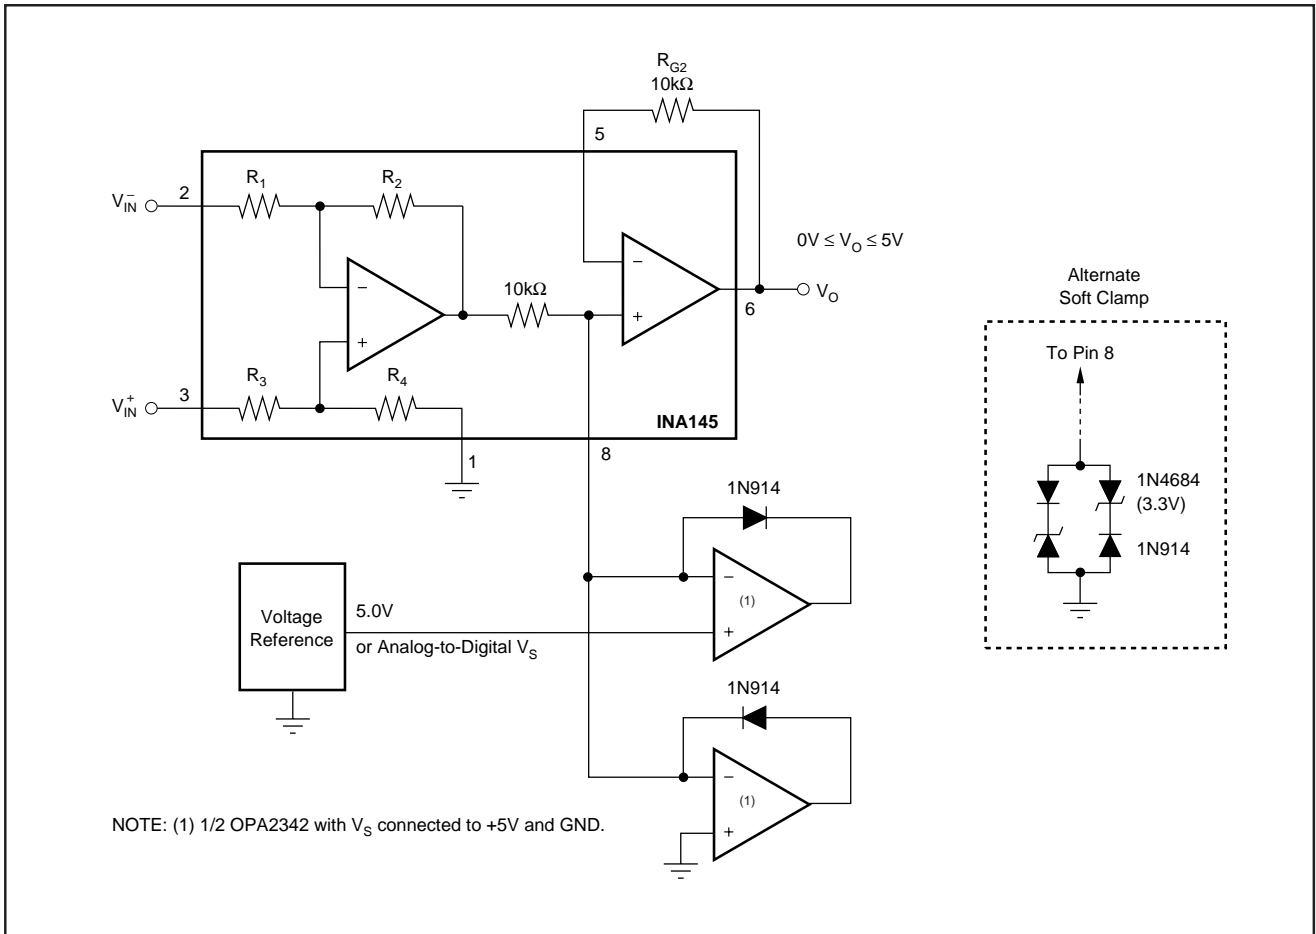 R_G2
10kΩ
5
R_1
R_2
V_IN^–
2
0V ≤ V_O ≤ 5V
–
Alternate
Soft Clamp
–
10kΩ
V_O
6
+
+
To Pin 8
R_3
R_4
V_IN^+
3
INA145
1
8
1N4684
(3.3V)
1N914
1N914
–
(1)
+
Voltage
Reference
5.0V
or Analog-to-Digital V_S
1N914
–
(1)
+
NOTE: (1) 1/2 OPA2342 with V_S connected to +5V and GND.